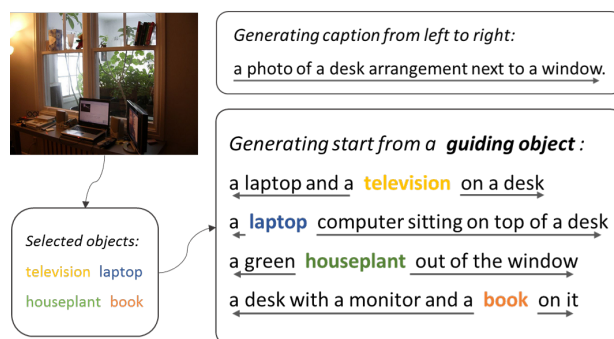 Generating caption from left to right:
a photo of a desk arrangement next to a window.
Generating start from a guiding object :
a laptop and a television on a desk
a laptop computer sitting on top of a desk
a green houseplant out of the window
a desk with a monitor and a book on it
Selected objects:
television laptop
houseplant book